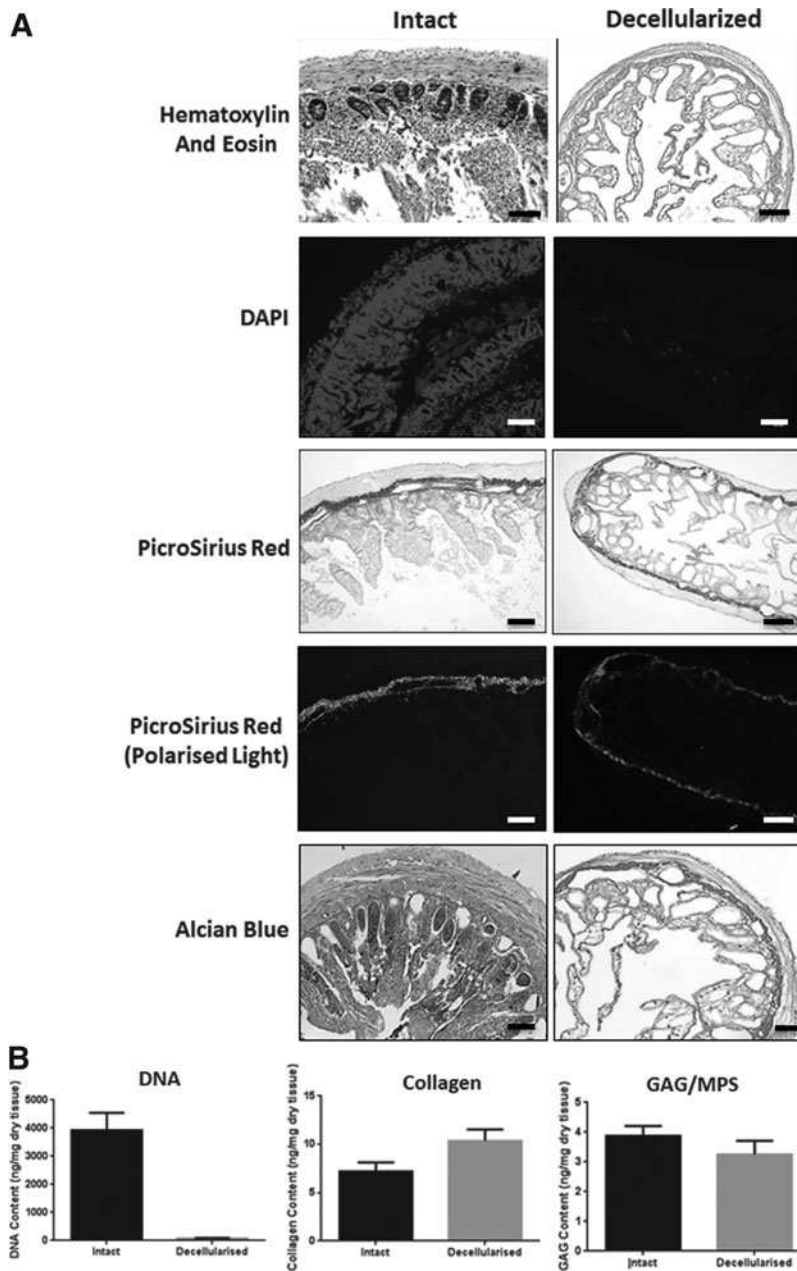 A
Intact
Decellularized
Hematoxylin
And Eosin
DAPI
PicroSirius Red
PicroSirius Red
(Polarised Light)
Alcian Blue
B
DNA
DNA Content (ng/mg dry tissue)
5000
4000
3000
2000
1000
0
Intact
Decellularised
Collagen
Collagen Content (ng/mg dry tissue)
15
10
5
0
Intact
Decellularised
GAG/MPS
GAG Content (ng/mg dry tissue)
5
4
3
2
1
0
Intact
Decellularised